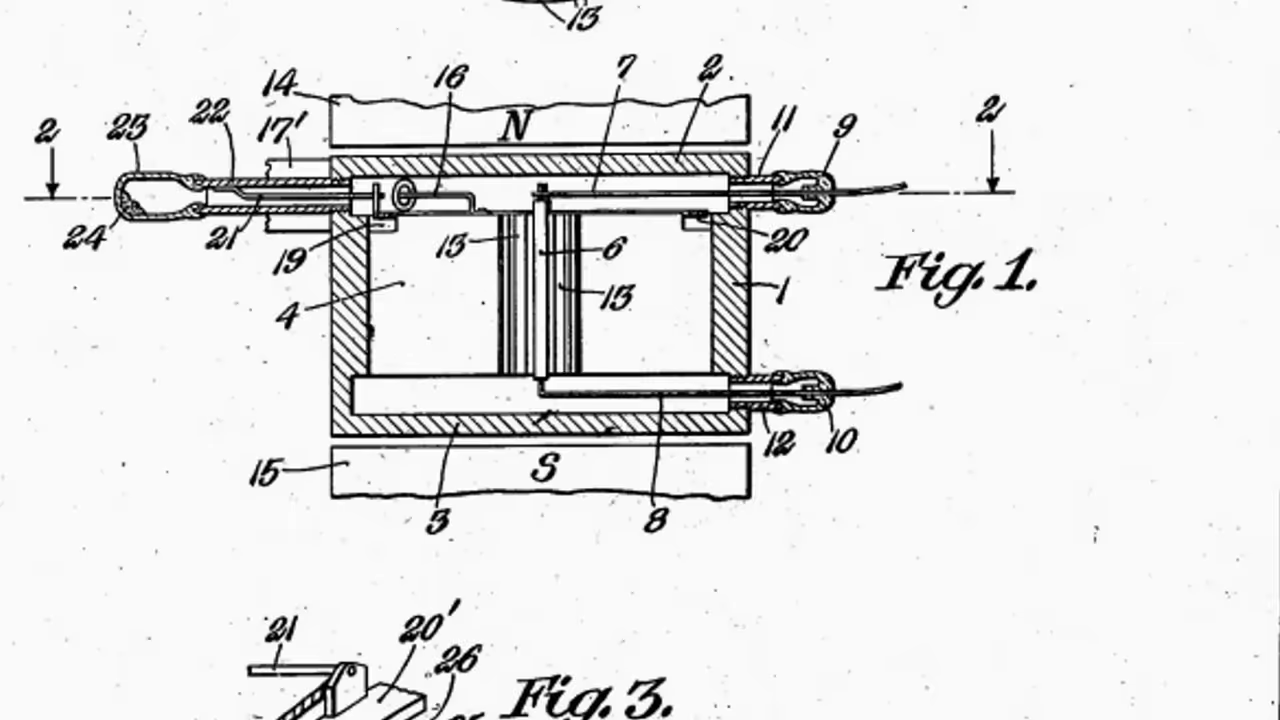 13
14 16 7 2
2 23 22 17' N 11 9 2
24 21 19 13 6 20
4 13 1 Fig. 1.
15 S 12 10
3 8
21 20'
26
Fig. 3.